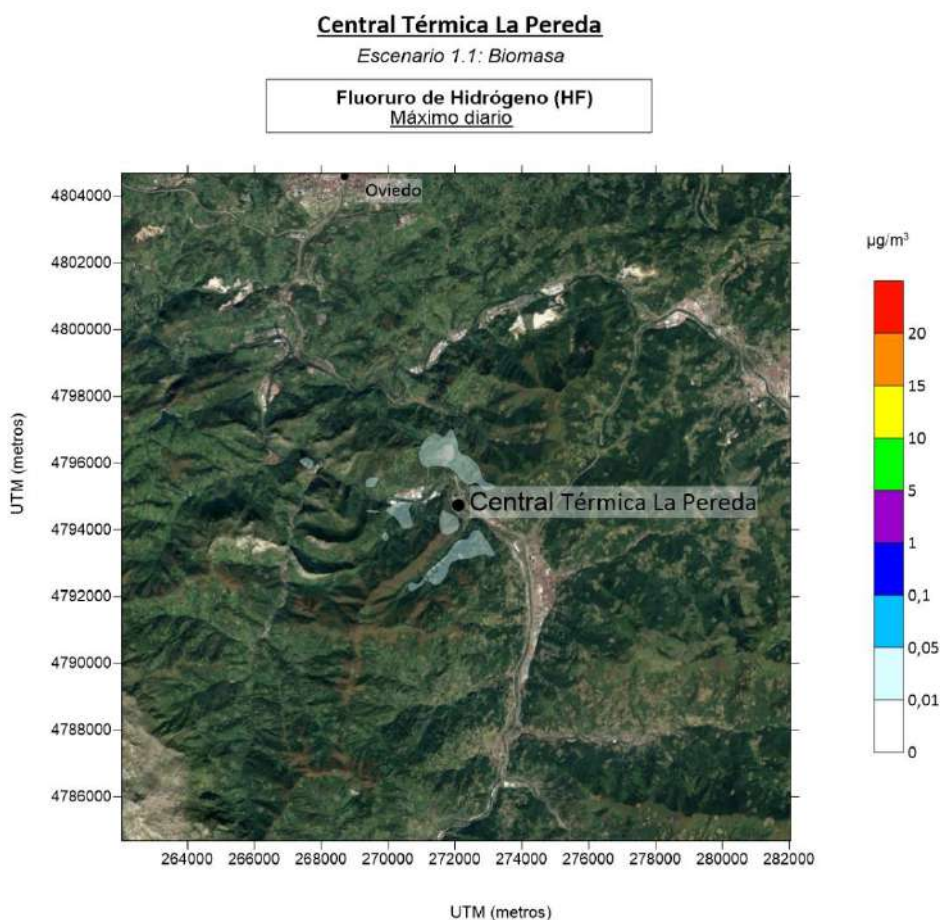 Central Térmica La Pereda
Escenario 1.1: Biomasa
Fluoruro de Hidrógeno (HF)
Máximo diario
Oviedo
Central Térmica La Pereda
UTM (metros)
4804000
4802000
4800000
4798000
4796000
4794000
4792000
4790000
4788000
4786000
264000 266000 268000 270000 272000 274000 276000 278000 280000 282000
UTM (metros)
µg/m³
20
15
10
5
1
0,1
0,05
0,01
0